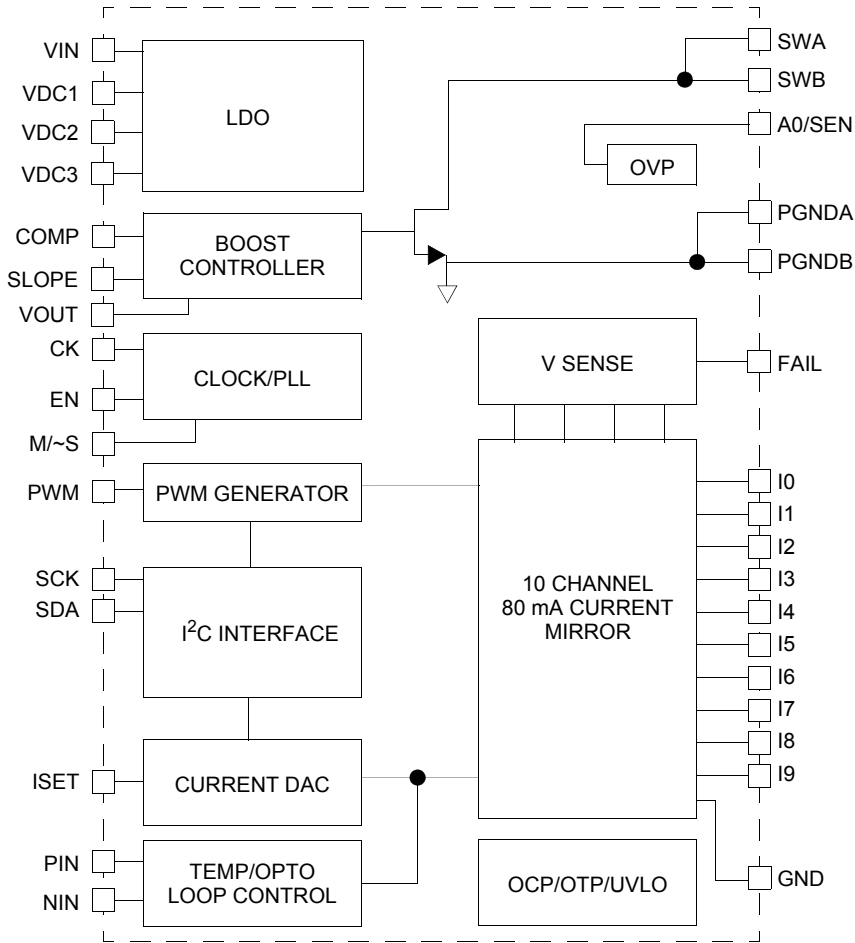 VIN
VDC1
VDC2
VDC3
LDO
COMP
SLOPE
VOUT
BOOST
CONTROLLER
CK
EN
M/~S
CLOCK/PLL
PWM
PWM GENERATOR
SCK
SDA
I²C INTERFACE
ISET
CURRENT DAC
PIN
NIN
TEMP/OPTO
LOOP CONTROL
SWA
SWB
A0/SEN
OVP
PGNDA
PGNDB
V SENSE
FAIL
10 CHANNEL
80 mA CURRENT
MIRROR
I0
I1
I2
I3
I4
I5
I6
I7
I8
I9
OCP/OTP/UVLO
GND